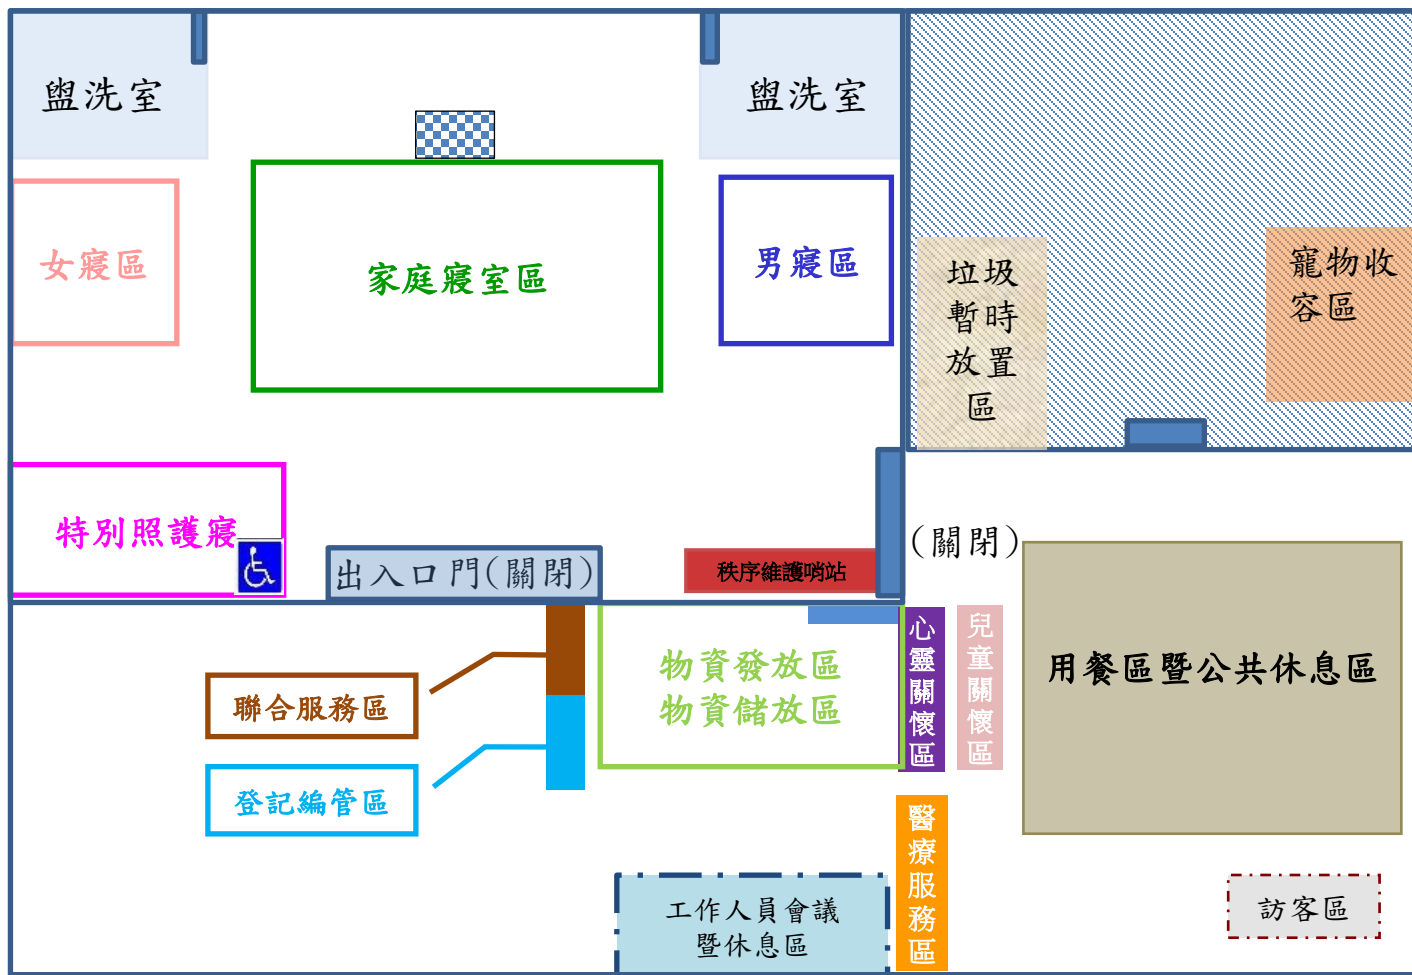 盥洗室
盥洗室
女寢區
家庭寢室區
男寢區
垃圾
暫時
放置
區
寵物收
容區
特別照護寢
出入口門(關閉)
秩序維護哨站
(關閉)
物資發放區
物資儲放區
心靈關懷區
兒童關懷區
用餐區暨公共休息區
聯合服務區
登記編管區
醫療服務區
工作人員會議
暨休息區
訪客區